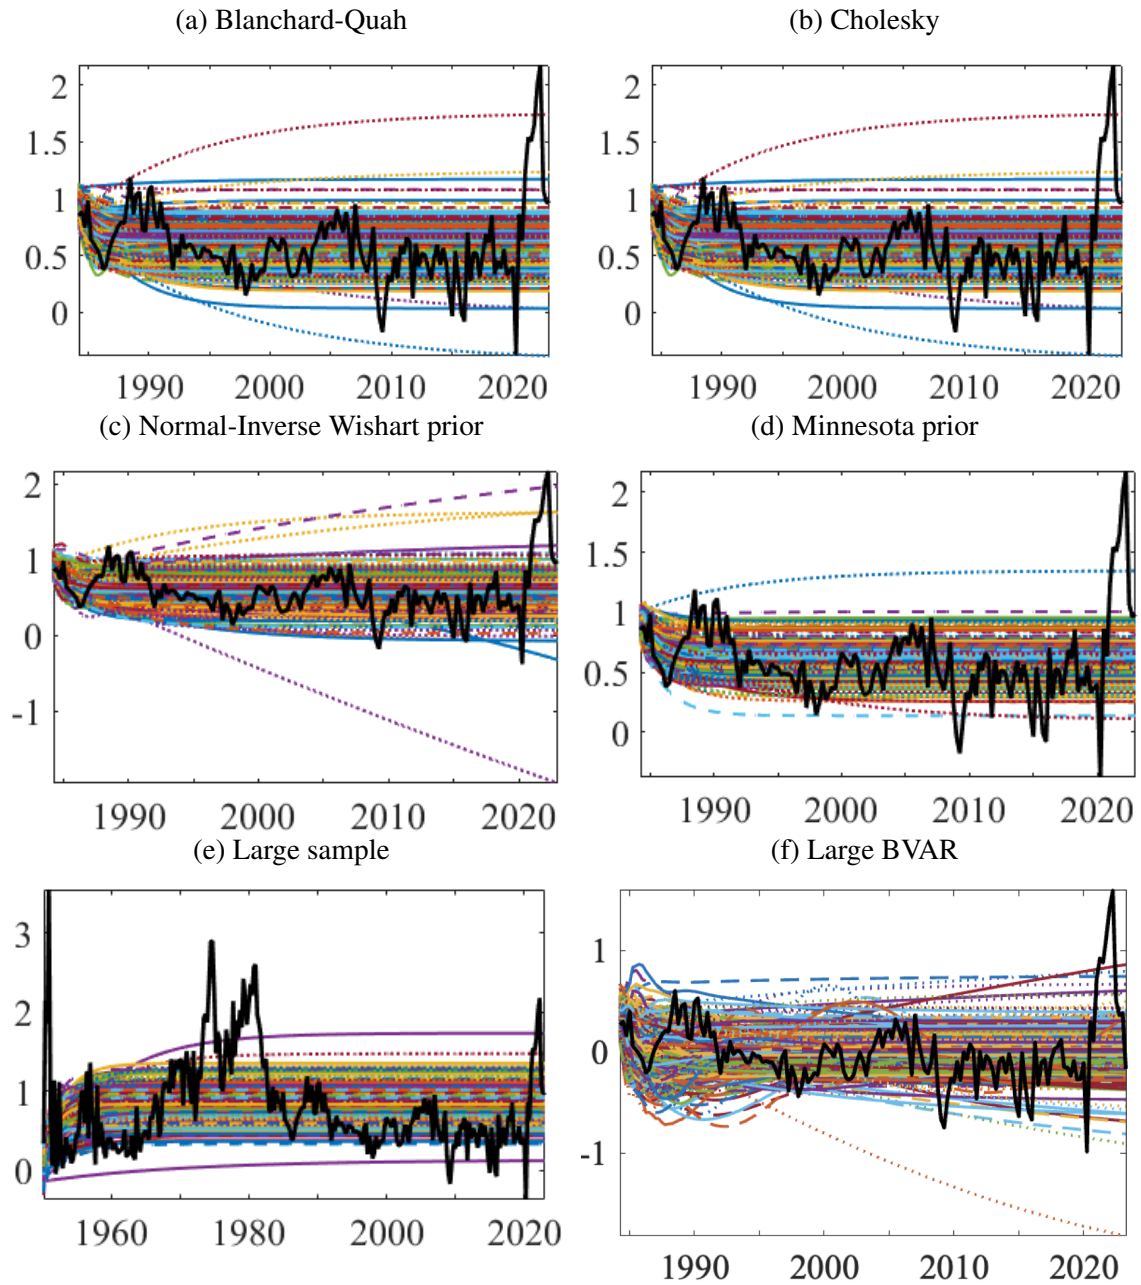 (a) Blanchard-Quah
(b) Cholesky
2
1.5
1
0.5
0
1990 2000 2010 2020
2
1.5
1
0.5
0
1990 2000 2010 2020
(c) Normal-Inverse Wishart prior
(d) Minnesota prior
2
1
0
-1
1990 2000 2010 2020
2
1.5
1
0.5
0
1990 2000 2010 2020
(e) Large sample
(f) Large BVAR
3
2
1
0
1960 1980 2000 2020
1
0
-1
1990 2000 2010 2020